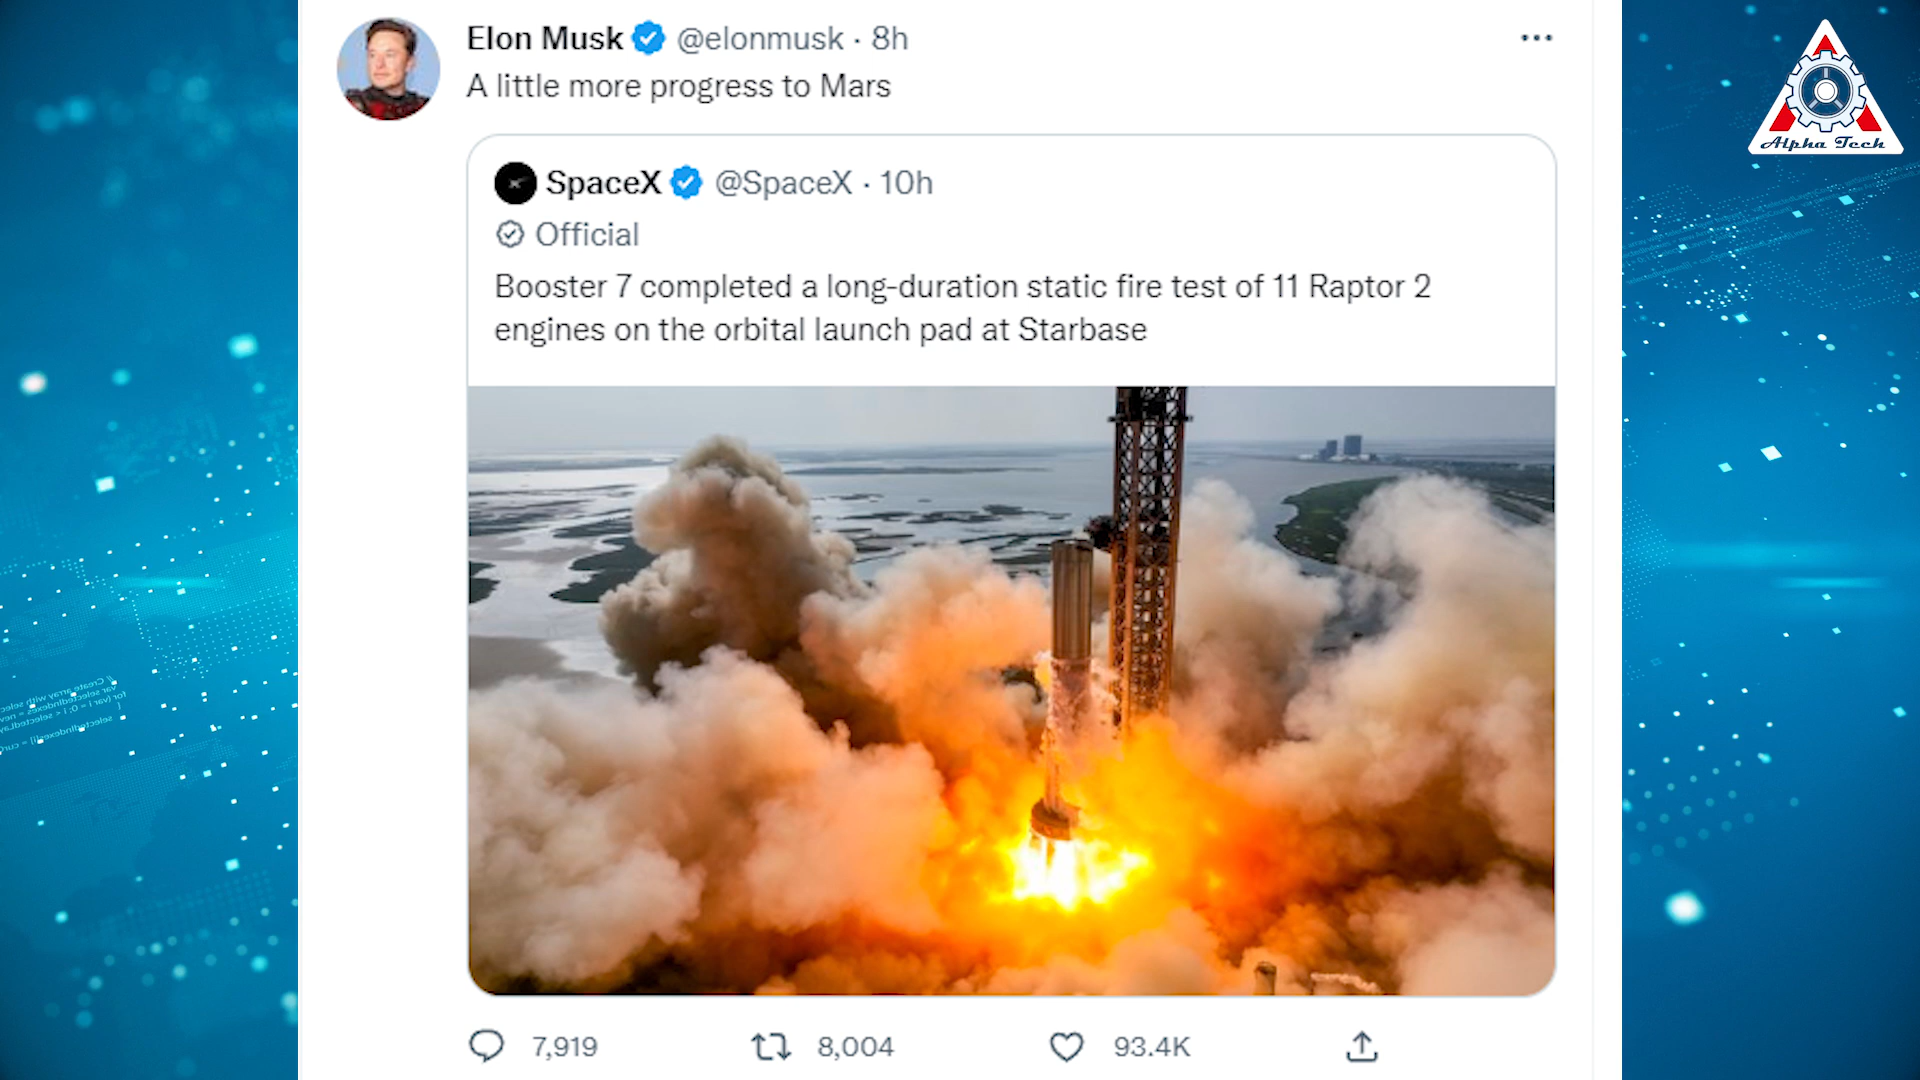 Elon Musk @elonmusk · 8h
A little more progress to Mars
SpaceX @SpaceX · 10h
Official
Booster 7 completed a long-duration static fire test of 11 Raptor 2
engines on the orbital launch pad at Starbase
7,919 8,004 93.4K
Alpha Tech